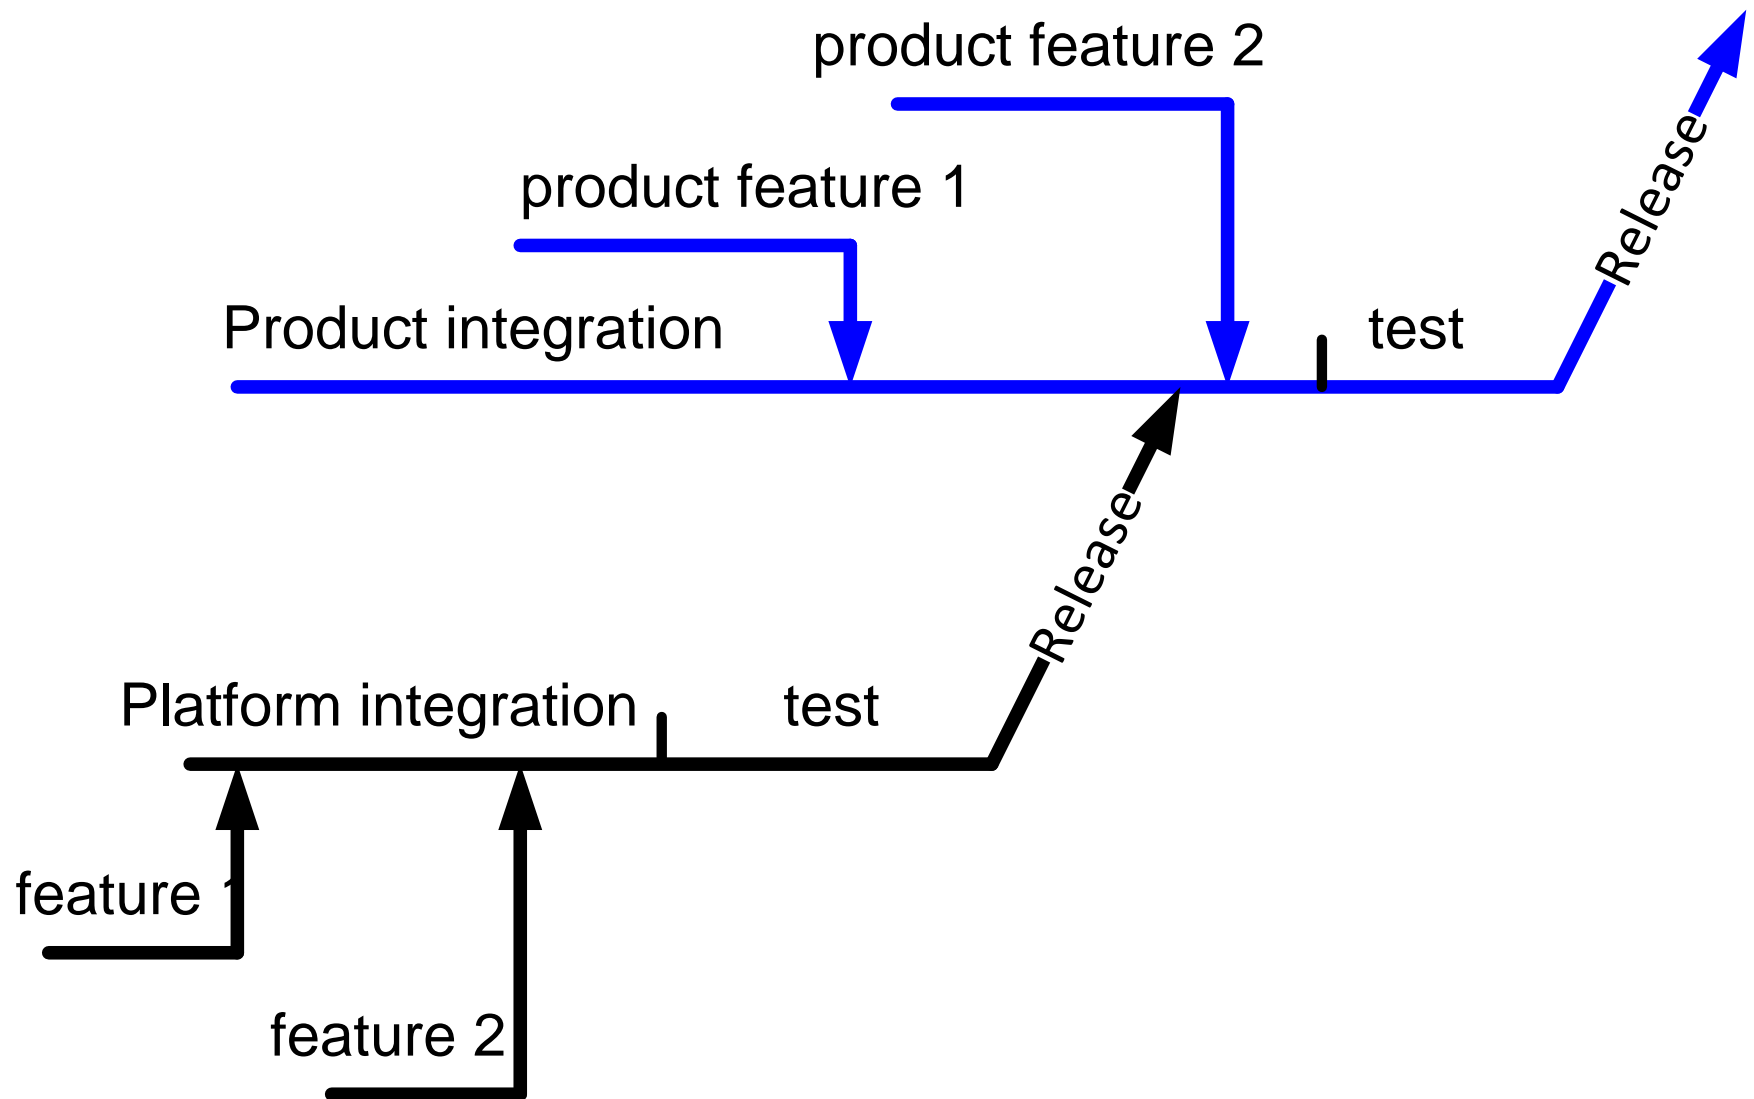 product feature 2
product feature 1
Release
Product integration
test
Release
Platform integration
test
feature 1
feature 2